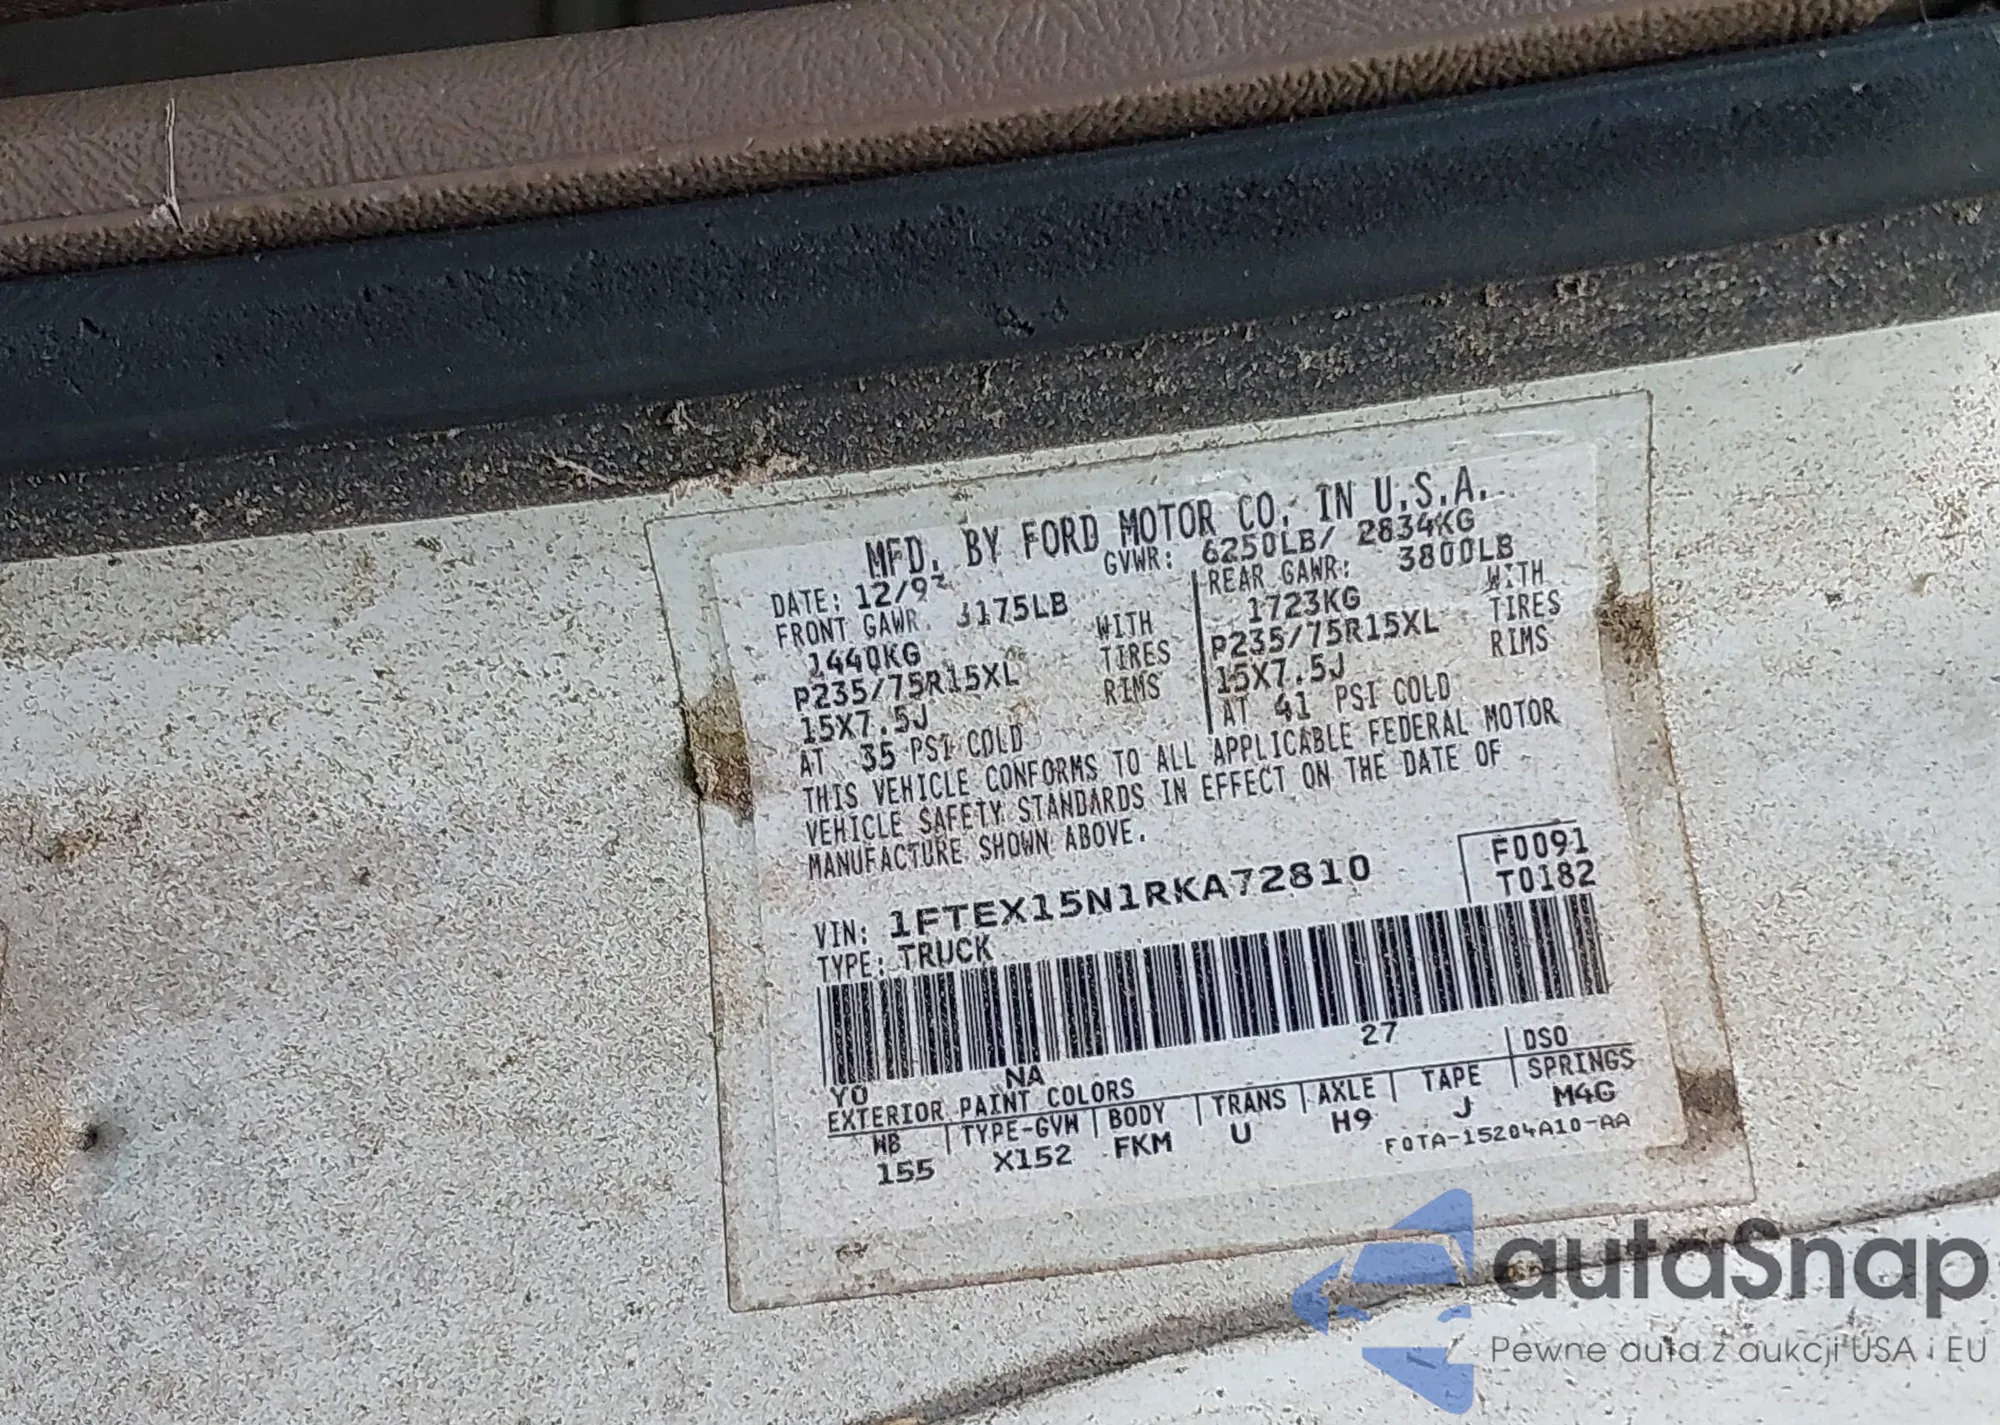 MFD. BY FORD MOTOR CO. IN U.S.A.
DATE: GVWR: 6250LB/ 2834KG
FRONT GAWR: REAR GAWR: 3800LB
1440KG WITH 1723KG WITH
P235/75R15XL TIRES P235/75R15XL TIRES
15X7.5J RIMS 15X7.5J RIMS
AT 35 PSI COLD AT 41 PSI COLD
THIS VEHICLE CONFORMS TO ALL APPLICABLE FEDERAL MOTOR
VEHICLE SAFETY STANDARDS IN EFFECT ON THE DATE OF
MANUFACTURE SHOWN ABOVE.
F0091
VIN: 1FTEX15N1RKA72810 T0182
TYPE: TRUCK
27
YO NA DSO
EXTERIOR PAINT COLORS
WB TYPE-GVW BODY TRANS AXLE TAPE SPRINGS
155 X152 FKM U H9 J M4G
F0TA-15204A10-AA
autaSnap
Pewne auta z aukcji USA i EU